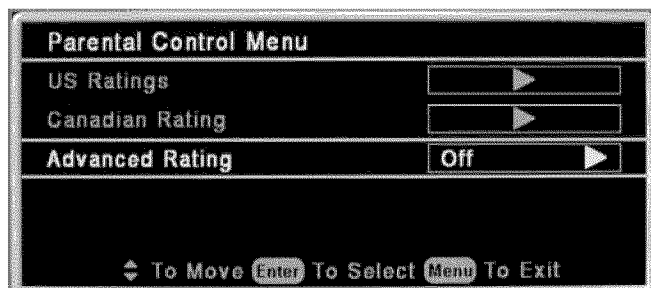 Parental Control Menu
US Ratings
Canadian Rating
Advanced Rating Off
To Move Enter To Select Menu To Exit